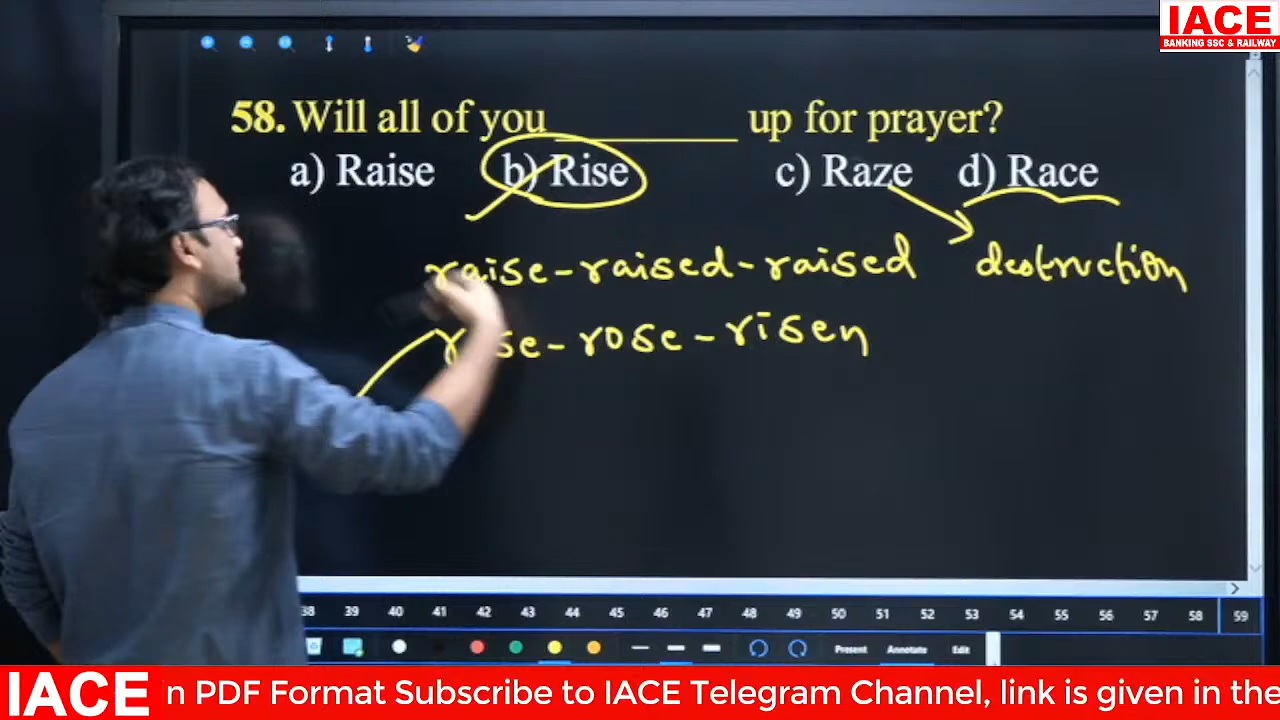 IACE
BANKING SSC & RAILWAY
58. Will all of you ________ up for prayer?
a) Raise b) Rise c) Raze d) Race
raise - raised - raised destruction
rise - rose - risen
38 39 40 41 42 43 44 45 46 47 48 49 50 51 52 53 54 55 56 57 58 59
Present Annotate Edit
IACE n PDF Format Subscribe to IACE Telegram Channel, link is given in the